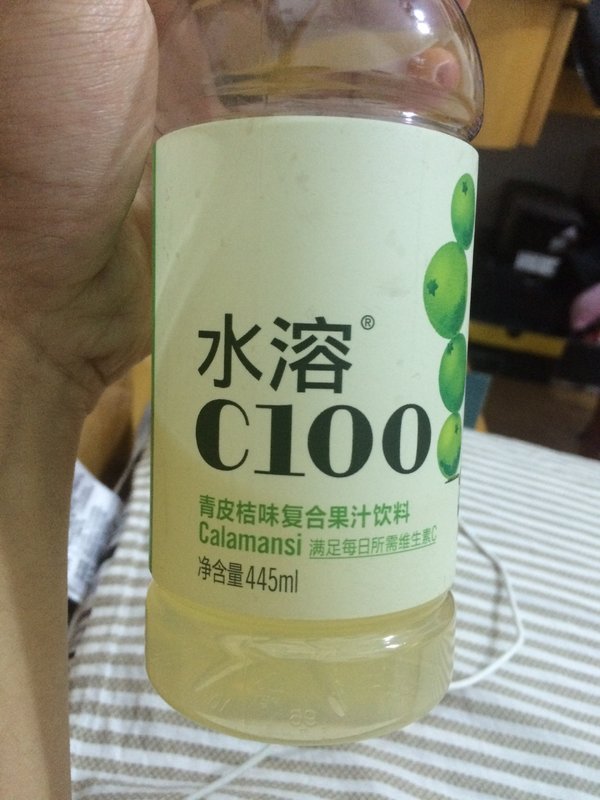 水溶®
C100
青皮桔味复合果汁饮料
Calamansi 满足每日所需维生素C
净含量445ml